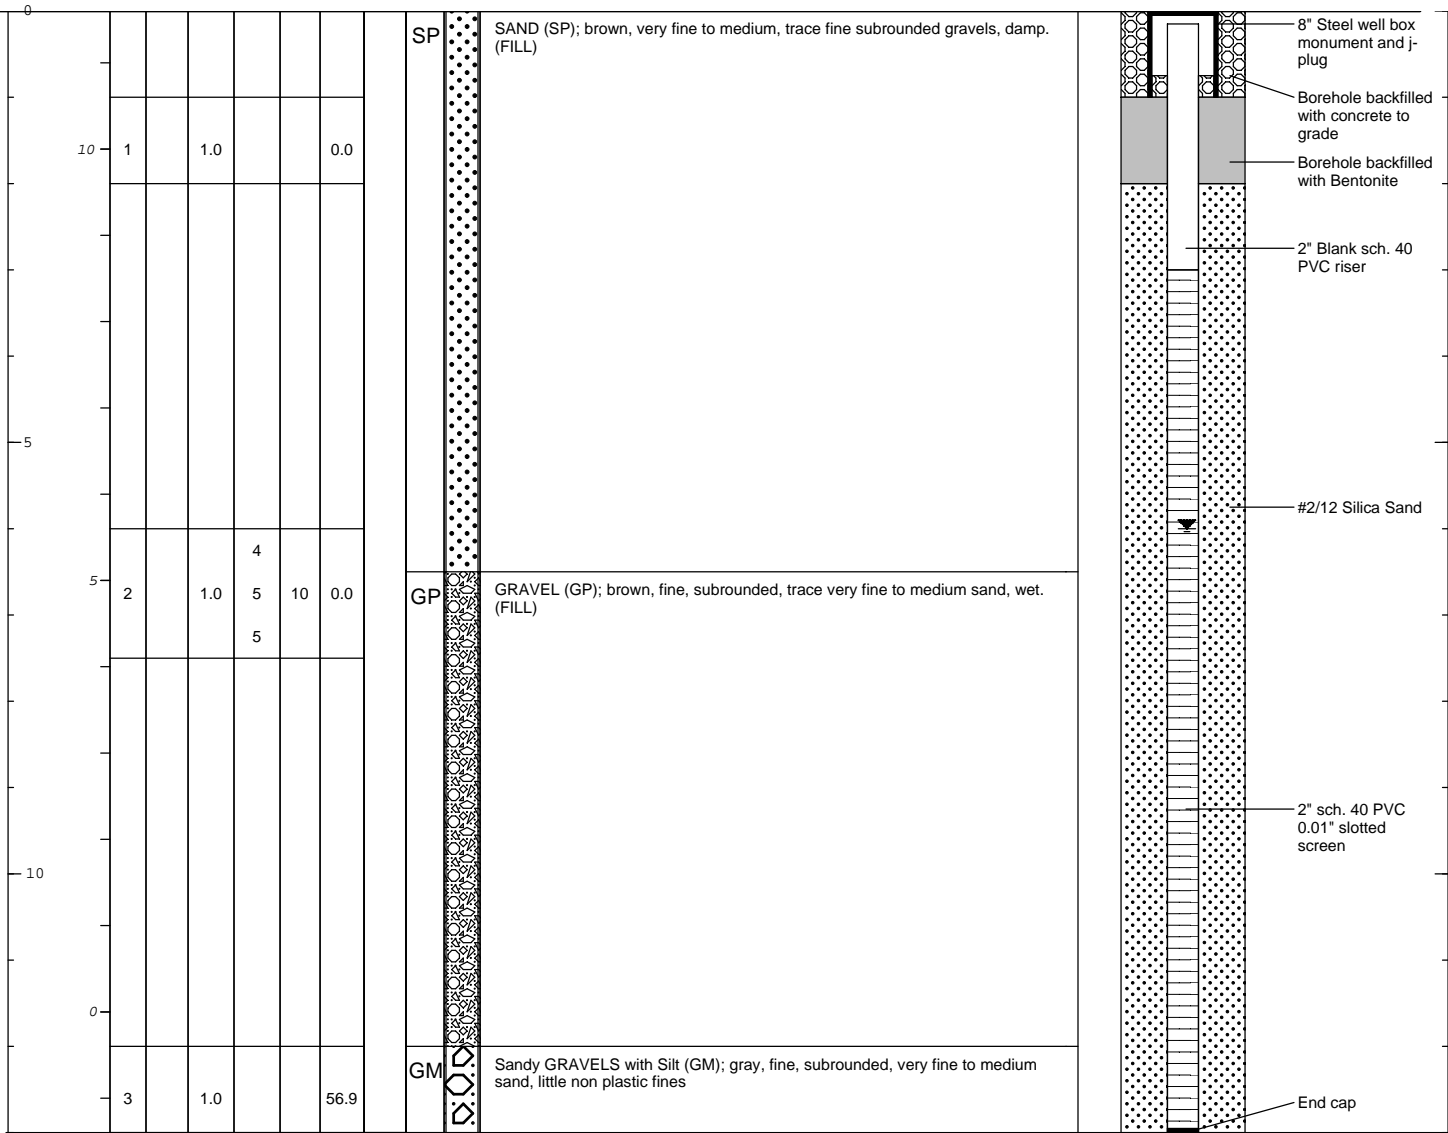 0
SP
SAND (SP); brown, very fine to medium, trace fine subrounded gravels, damp.
(FILL)
8" Steel well box
monument and j-
plug
Borehole backfilled
with concrete to
grade
10 1 1.0 0.0
Borehole backfilled
with Bentonite
2" Blank sch. 40
PVC riser
5
#2/12 Silica Sand
4
5 2 1.0 5 10 0.0
5
GP
GRAVEL (GP); brown, fine, subrounded, trace very fine to medium sand, wet.
(FILL)
2" sch. 40 PVC
0.01" slotted
screen
10
0
GM
Sandy GRAVELS with Silt (GM); gray, fine, subrounded, very fine to medium
sand, little non plastic fines
3 1.0 56.9
End cap